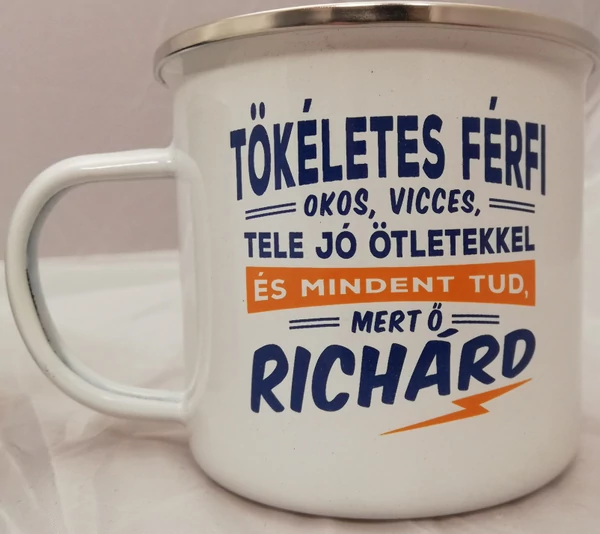 TÖKÉLETES FÉRFI
OKOS, VICCES,
TELE JÓ ÖTLETEKKEL
ÉS MINDENT TUD,
MERT Ő
RICHÁRD